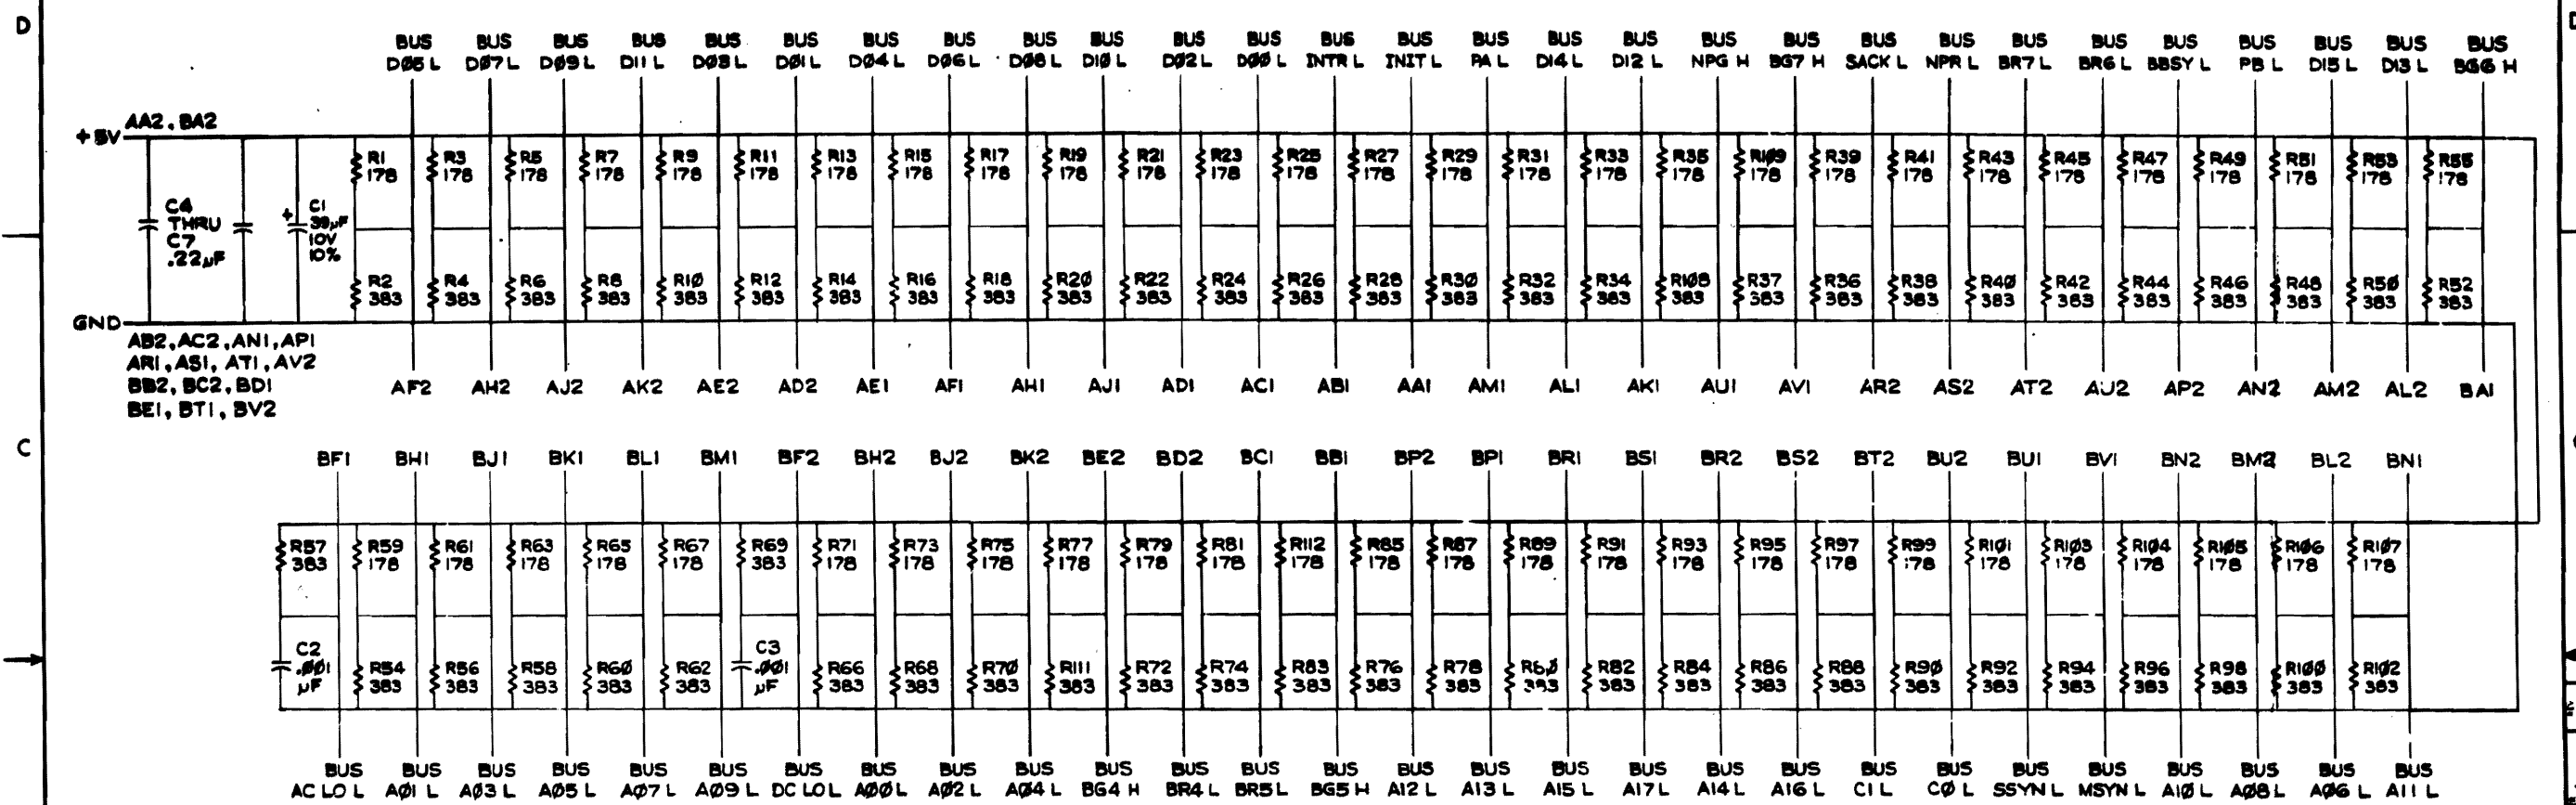 D
BUS BUS BUS BUS BUS BUS BUS BUS BUS BUS BUS BUS BUS BUS BUS BUS BUS BUS BUS BUS BUS BUS BUS BUS BUS BUS BUS BUS
DØ5 L DØ7 L DØ9 L D11 L DØ3 L DØ1 L DØ4 L DØ6 L DØ8 L D1Ø L DØ2 L DØØ L INTR L INIT L PA L D14 L D12 L NPG H BG7 H SACK L NPR L BR7 L BR6 L BBSY L PB L D15 L D13 L BG6 H
AA2, BA2
+5V
R1 R3 R5 R7 R9 R11 R13 R15 R17 R19 R21 R23 R25 R27 R29 R31 R33 R35 R1Ø9 R39 R41 R43 R45 R47 R49 R51 R53 R55
178 178 178 178 178 178 178 178 178 178 178 178 178 178 178 178 178 178 178 178 178 178 178 178 178 178 178 178
C4
THRU
C7
.22µF
+ C1
39µF
10V
10%
R2 R4 R6 R8 R1Ø R12 R14 R16 R18 R2Ø R22 R24 R26 R28 R3Ø R32 R34 R1Ø8 R37 R36 R38 R4Ø R42 R44 R46 R48 R5Ø R52
383 383 383 383 383 383 383 383 383 383 383 383 383 383 383 383 383 383 383 383 383 383 383 383 383 383 383 383
GND
AB2, AC2, AN1, AP1
AR1, AS1, AT1, AV2
BB2, BC2, BD1
BE1, BT1, BV2
AF2 AH2 AJ2 AK2 AE2 AD2 AE1 AF1 AH1 AJ1 AD1 AC1 AB1 AA1 AM1 AL1 AK1 AU1 AV1 AR2 AS2 AT2 AU2 AP2 AN2 AM2 AL2 BA1
C
BF1 BH1 BJ1 BK1 BL1 BM1 BF2 BH2 BJ2 BK2 BE2 BD2 BC1 BB1 BP2 BP1 BR1 BS1 BR2 BS2 BT2 BU2 BU1 BV1 BN2 BM2 BL2 BN1
R57 R59 R61 R63 R65 R67 R69 R71 R73 R75 R77 R79 R81 R112 R85 R87 R89 R91 R93 R95 R97 R99 R1Ø1 R1Ø3 R1Ø4 R1Ø5 R1Ø6 R1Ø7
383 178 178 178 178 178 383 178 178 178 178 178 178 178 178 178 178 178 178 178 178 178 178 178 178 178 178 178
C2
.ØØ1
µF
C3
.ØØ1
µF
R54 R56 R58 R6Ø R62 R66 R68 R7Ø R111 R72 R74 R83 R76 R78 R82 R84 R86 R88 R9Ø R92 R94 R96 R98 R1ØØ R1Ø2
383 383 383 383 383 383 383 383 383 383 383 383 383 383 383 383 383 383 383 383 383 383 383 383 383 383
BUS BUS BUS BUS BUS BUS BUS BUS BUS BUS BUS BUS BUS BUS BUS BUS BUS BUS BUS BUS BUS BUS BUS BUS BUS BUS BUS BUS
AC LO L AØ1 L AØ3 L AØ5 L AØ7 L AØ9 L DC LO L AØØ L AØ2 L AØ4 L BG4 H BR4 L BR5 L BG5 H A12 L A13 L A15 L A17 L A14 L A16 L C1 L CØ L SSYN L MSYN L A1Ø L AØ8 L AØ6 L A11 L